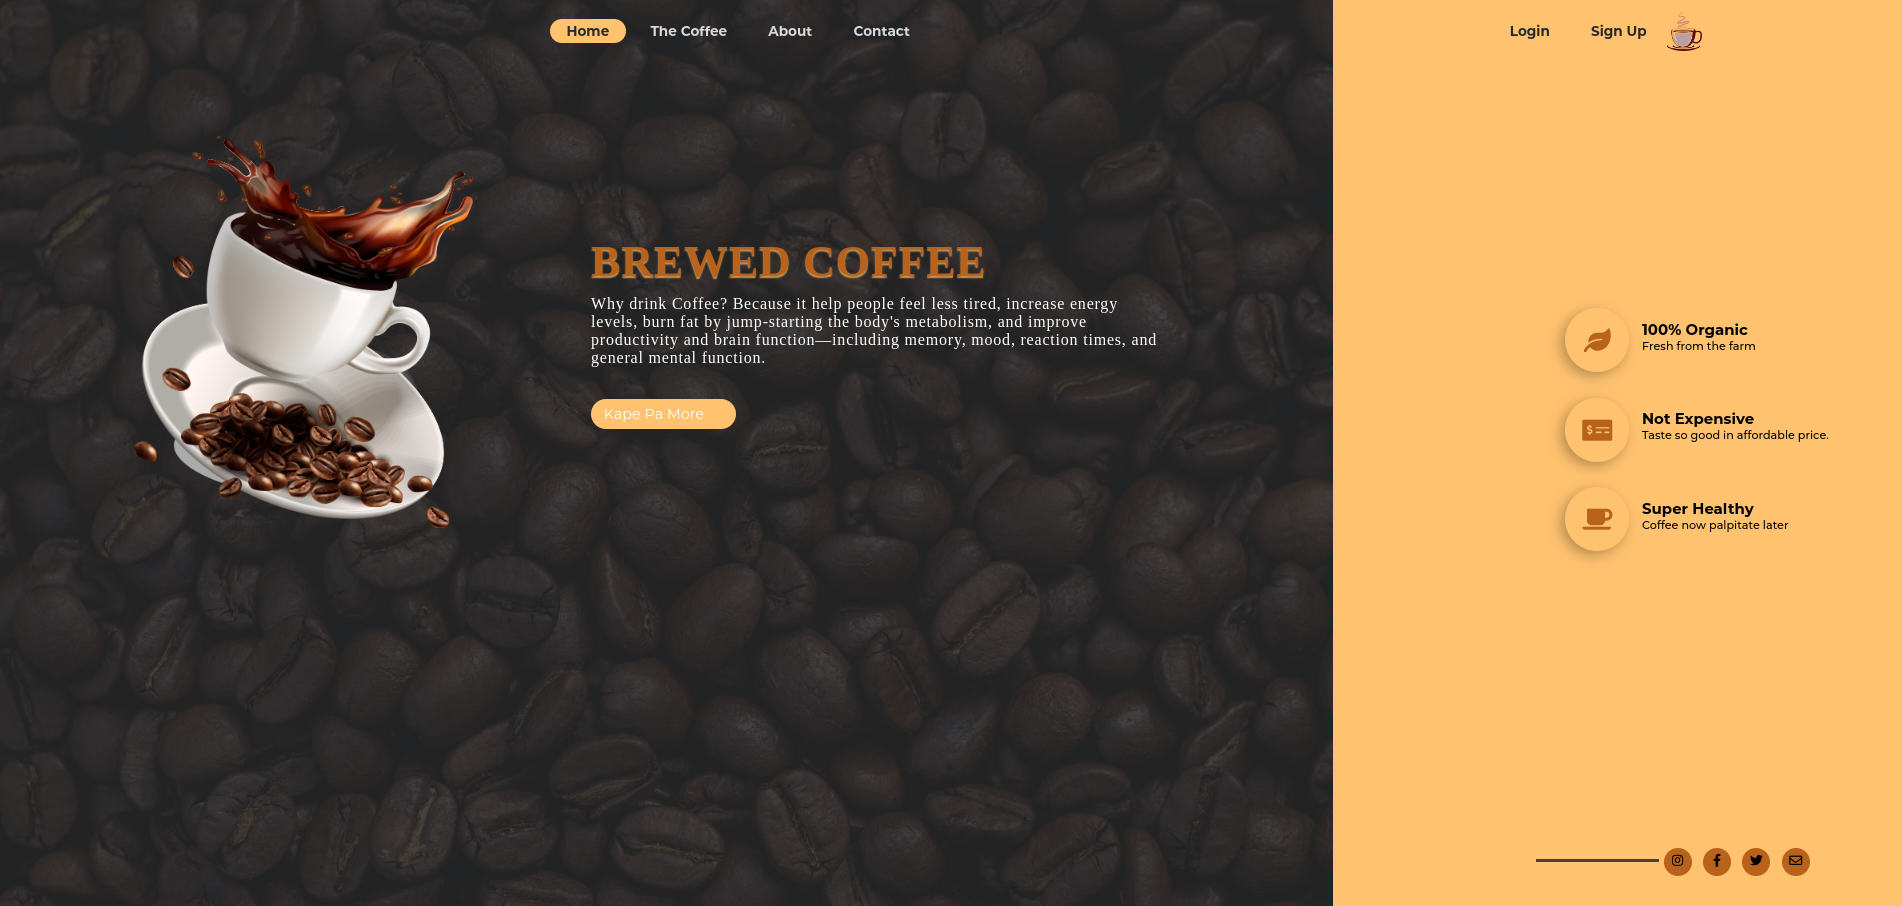 Home
The Coffee
About
Contact
Login
Sign Up
BREWED COFFEE
Why drink Coffee? Because it help people feel less tired, increase energy
levels, burn fat by jump-starting the body's metabolism, and improve
productivity and brain function—including memory, mood, reaction times, and
general mental function.
Kape Pa More
100% Organic
Fresh from the farm
Not Expensive
Taste so good in affordable price.
Super Healthy
Coffee now palpitate later